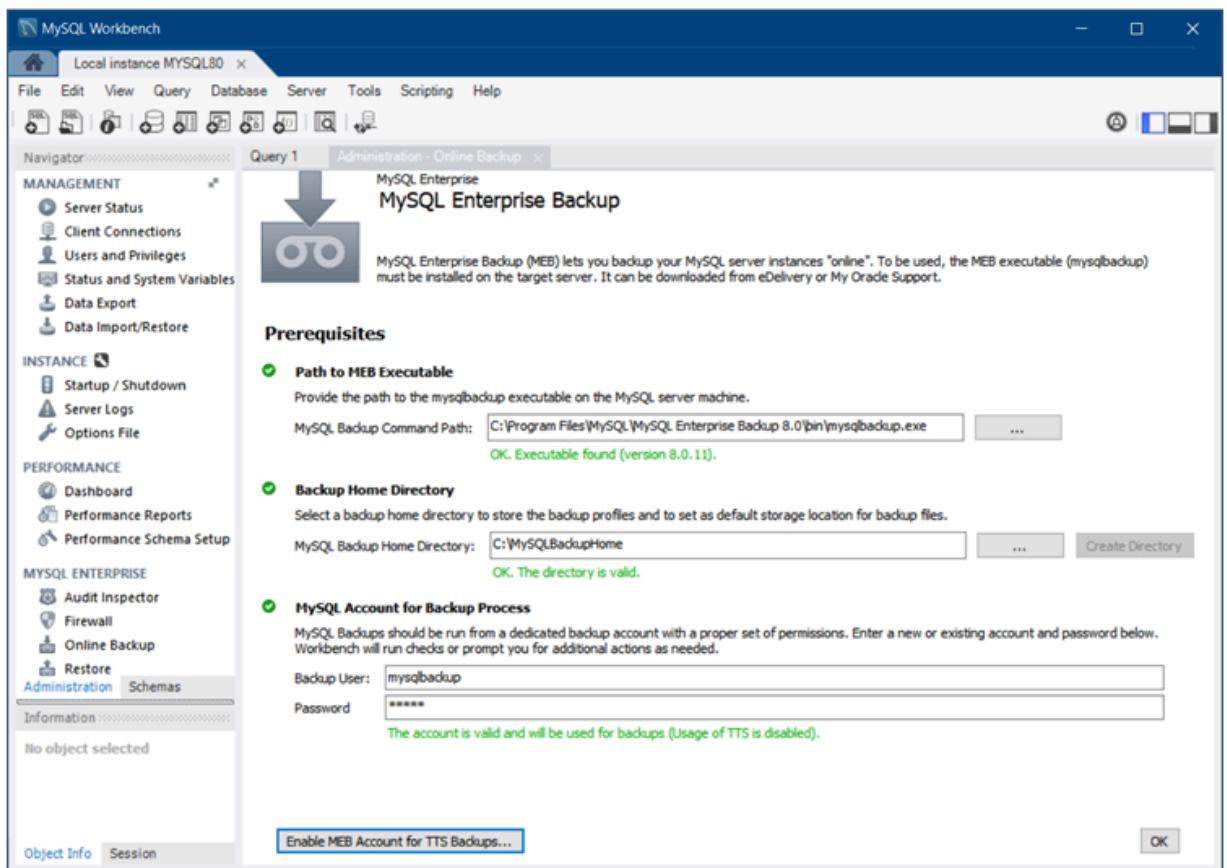 MySQL Workbench
Local instance MYSQL80
File Edit View Query Database Server Tools Scripting Help
Navigator
MANAGEMENT
Server Status
Client Connections
Users and Privileges
Status and System Variables
Data Export
Data Import/Restore
INSTANCE
Startup / Shutdown
Server Logs
Options File
PERFORMANCE
Dashboard
Performance Reports
Performance Schema Setup
MYSQL ENTERPRISE
Audit Inspector
Firewall
Online Backup
Restore
Administration Schemas
Information
No object selected
Object Info Session
Query 1 Administration - Online Backup
MySQL Enterprise
MySQL Enterprise Backup
MySQL Enterprise Backup (MEB) lets you backup your MySQL server instances "online". To be used, the MEB executable (mysqlbackup)
must be installed on the target server. It can be downloaded from eDelivery or My Oracle Support.
Prerequisites
Path to MEB Executable
Provide the path to the mysqlbackup executable on the MySQL server machine.
MySQL Backup Command Path: C:\Program Files\MySQL\MySQL Enterprise Backup 8.0\bin\mysqlbackup.exe ...
OK. Executable found (version 8.0.11).
Backup Home Directory
Select a backup home directory to store the backup profiles and to set as default storage location for backup files.
MySQL Backup Home Directory: C:\MySQLBackupHome ... Create Directory
OK. The directory is valid.
MySQL Account for Backup Process
MySQL Backups should be run from a dedicated backup account with a proper set of permissions. Enter a new or existing account and password below.
Workbench will run checks or prompt you for additional actions as needed.
Backup User: mysqlbackup
Password *****
The account is valid and will be used for backups (Usage of TTS is disabled).
Enable MEB Account for TTS Backups... OK